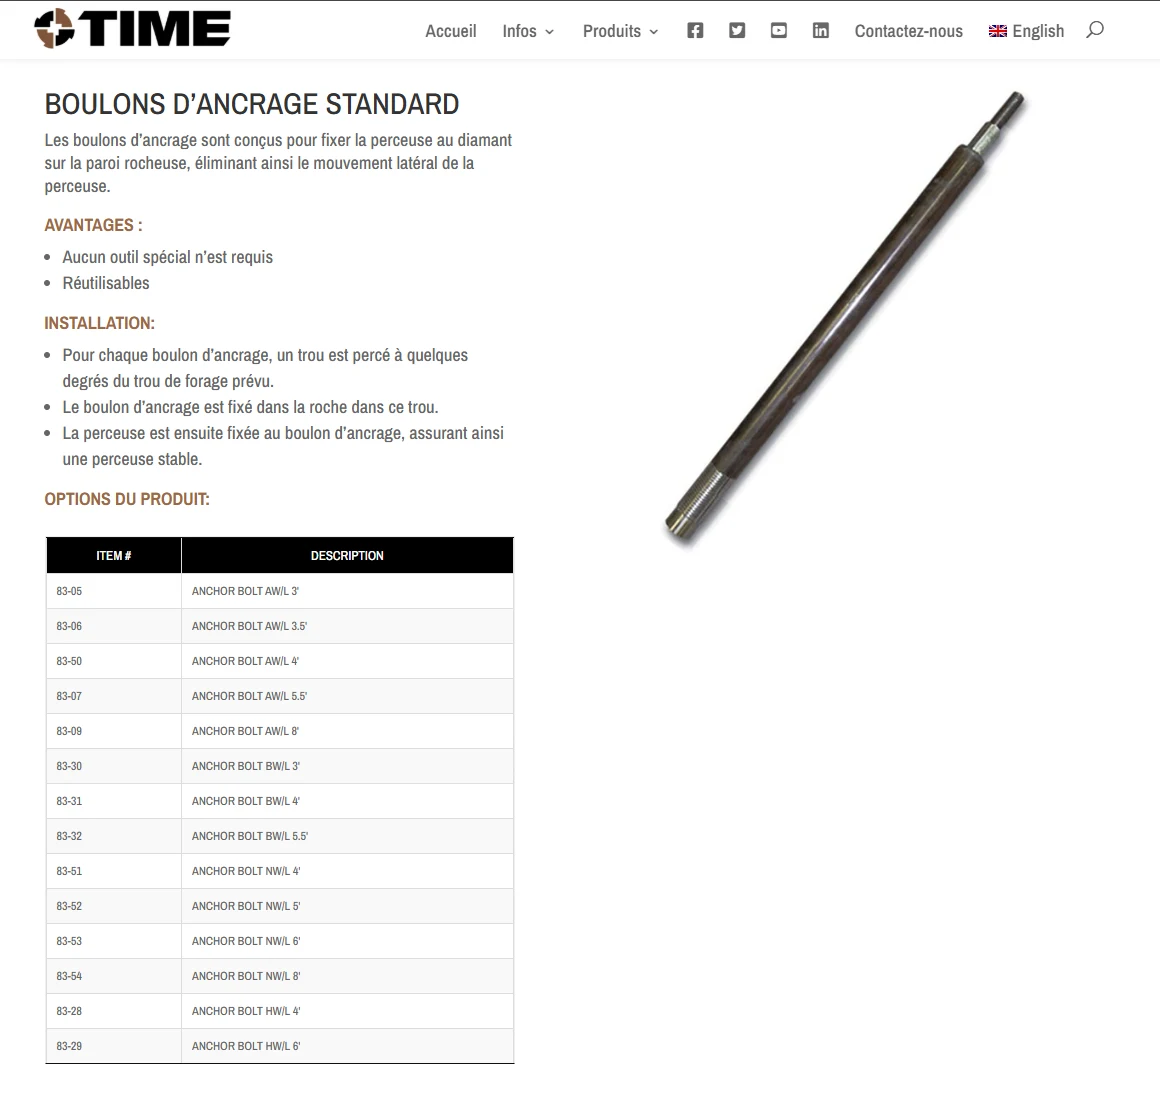 TIME
Accueil Infos Produits Contactez-nous English
BOULONS D’ANCRAGE STANDARD
Les boulons d’ancrage sont conçus pour fixer la perceuse au diamant
sur la paroi rocheuse, éliminant ainsi le mouvement latéral de la
perceuse.
AVANTAGES :
• Aucun outil spécial n’est requis
• Réutilisables
INSTALLATION:
• Pour chaque boulon d’ancrage, un trou est percé à quelques
degrés du trou de forage prévu.
• Le boulon d’ancrage est fixé dans la roche dans ce trou.
• La perceuse est ensuite fixée au boulon d’ancrage, assurant ainsi
une perceuse stable.
OPTIONS DU PRODUIT:
ITEM # DESCRIPTION
83-05 ANCHOR BOLT AW/L 3'
83-06 ANCHOR BOLT AW/L 3.5'
83-50 ANCHOR BOLT AW/L 4'
83-07 ANCHOR BOLT AW/L 5.5'
83-09 ANCHOR BOLT AW/L 8'
83-30 ANCHOR BOLT BW/L 3'
83-31 ANCHOR BOLT BW/L 4'
83-32 ANCHOR BOLT BW/L 5.5'
83-51 ANCHOR BOLT NW/L 4'
83-52 ANCHOR BOLT NW/L 5'
83-53 ANCHOR BOLT NW/L 6'
83-54 ANCHOR BOLT NW/L 8'
83-28 ANCHOR BOLT HW/L 4'
83-29 ANCHOR BOLT HW/L 6'